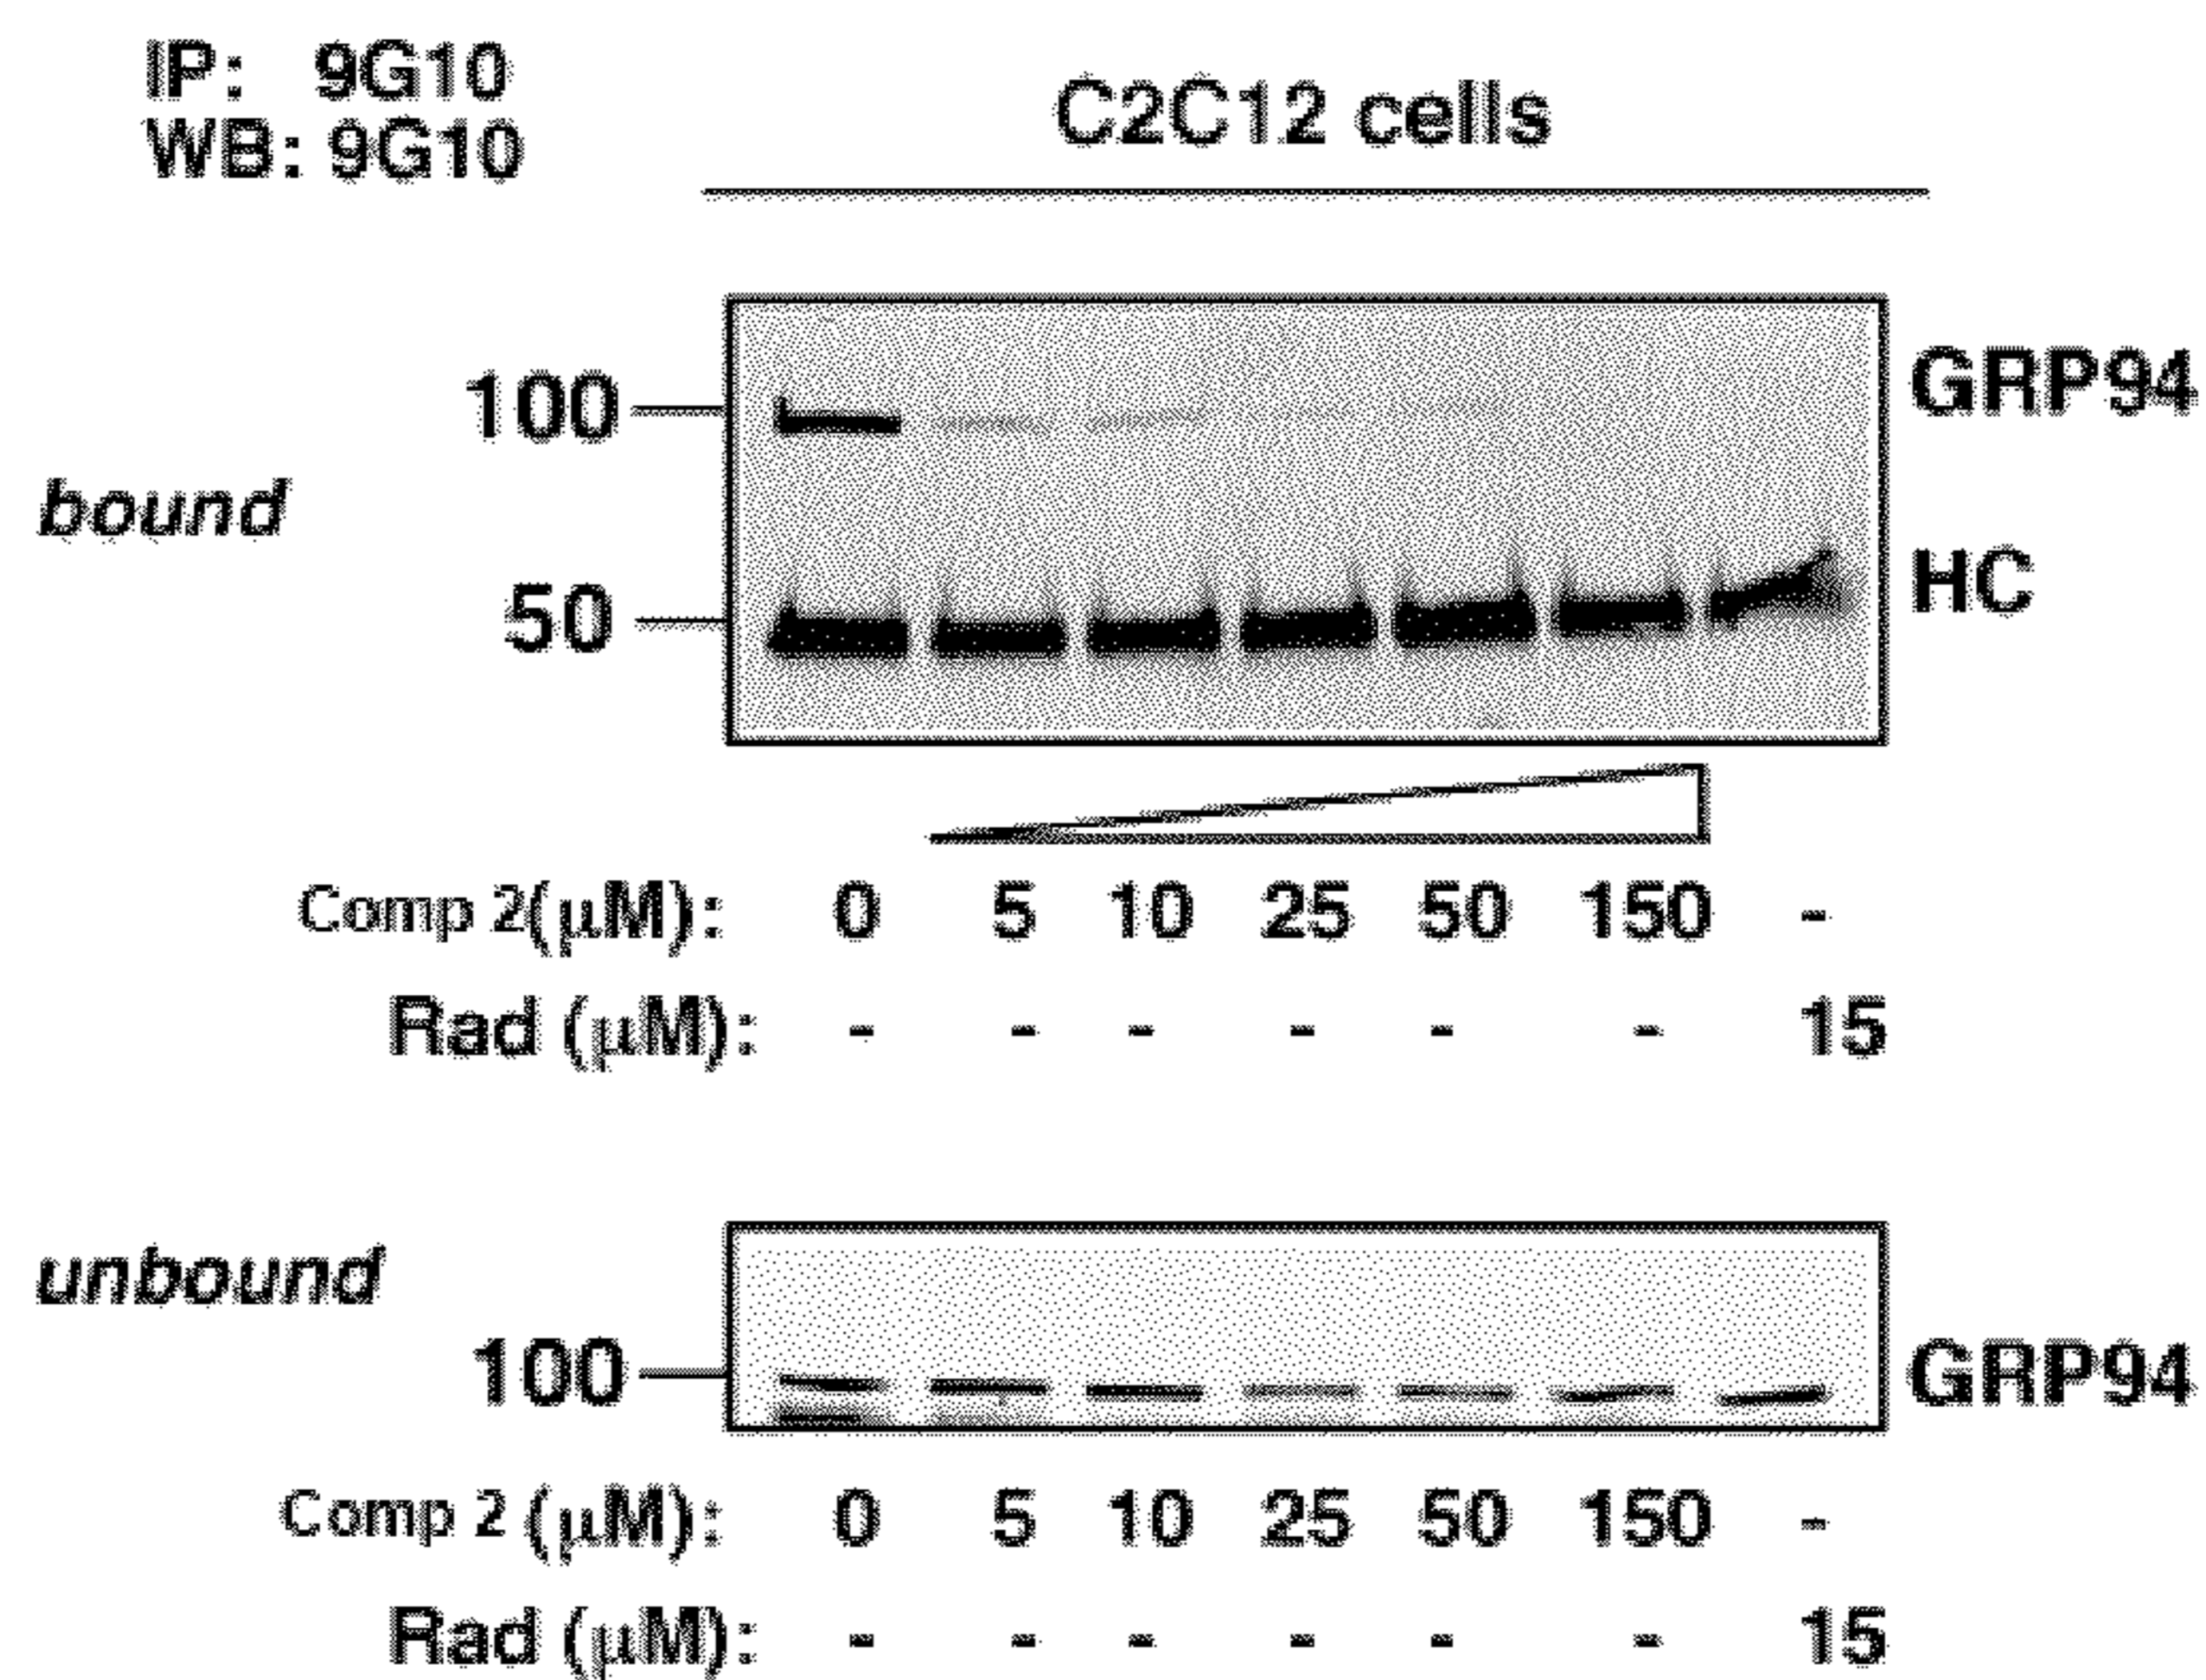 IP: 9G10
WB: 9G10
C2C12 cells
100
GRP94
bound
50
HC
Comp 2(μM): 0 5 10 25 50 150 -
Rad (μM): - - - - - - 15
unbound
100
GRP94
Comp 2 (μM): 0 5 10 25 50 150 -
Rad (μM): - - - - - - 15